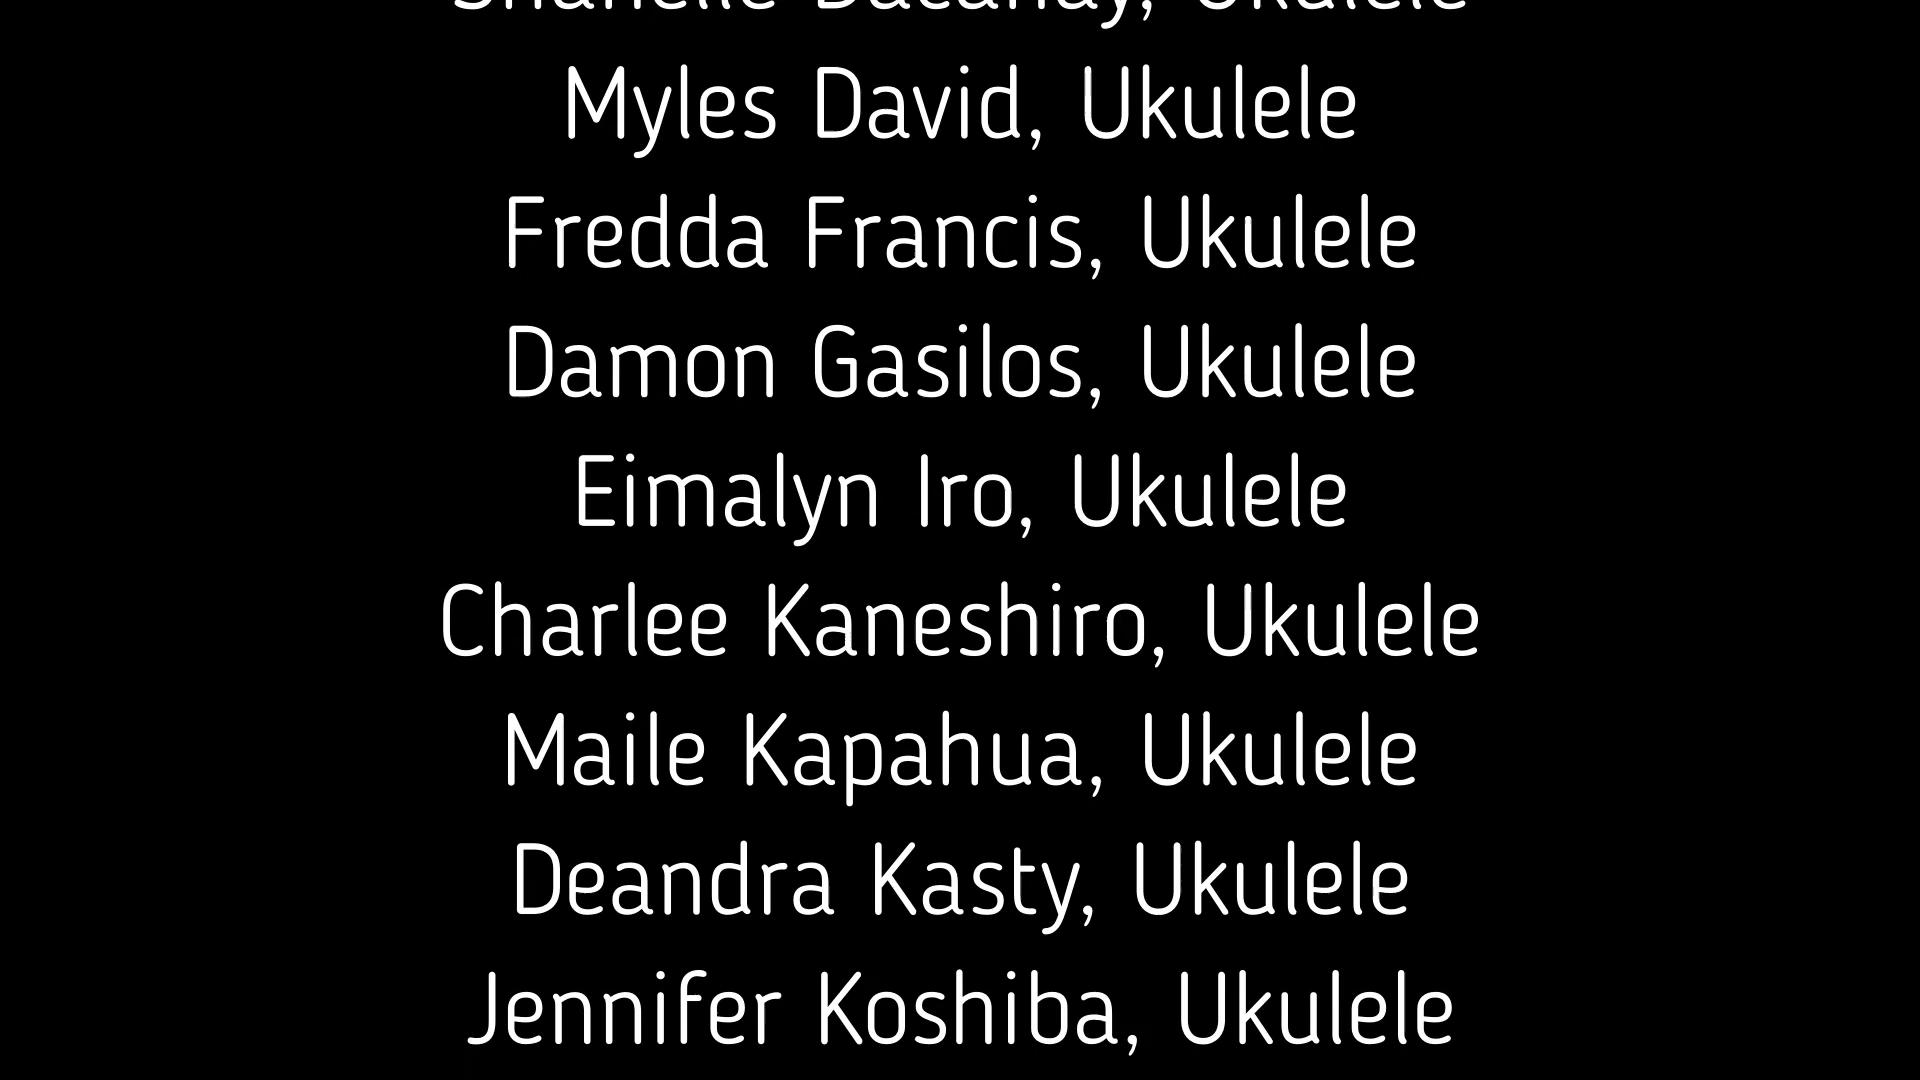 Myles David, Ukulele
Fredda Francis, Ukulele
Damon Gasilos, Ukulele
Eimalyn Iro, Ukulele
Charlee Kaneshiro, Ukulele
Maile Kapahua, Ukulele
Deandra Kasty, Ukulele
Jennifer Koshiba, Ukulele